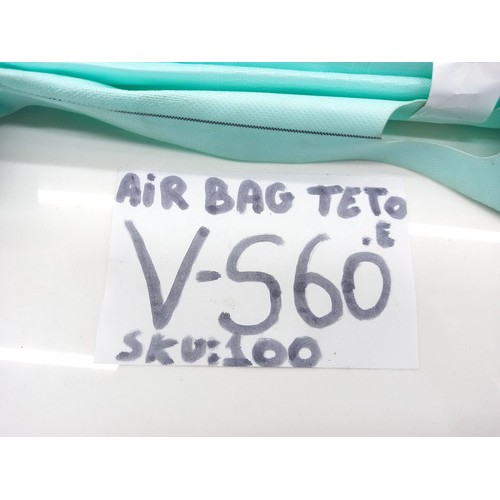 AiR BAG TETO
.E
V-S60
SKU:100